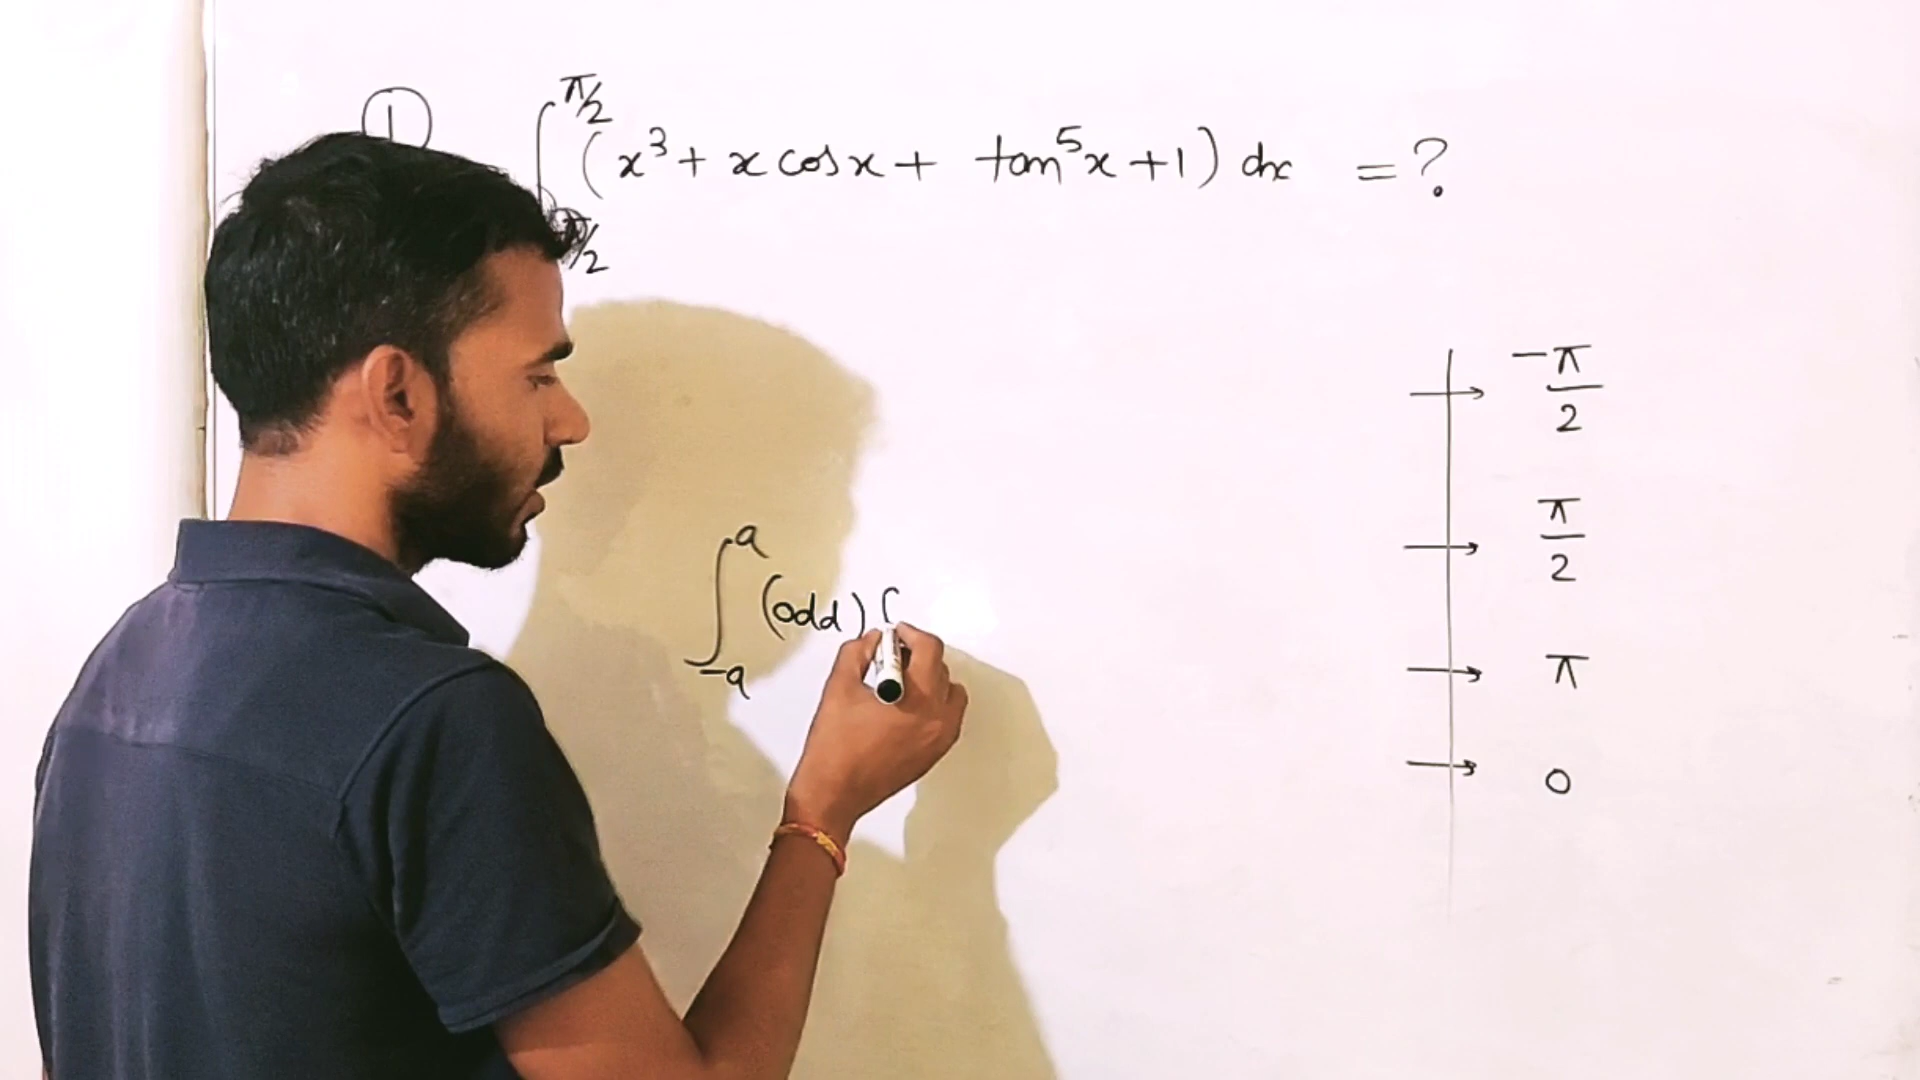 ①
∫ π/2 π/2 (x³ + x cos x + tan⁵x + 1) dx = ?
∫ a -a (odd) f
→ -π/2
→ π/2
→ π
→ 0